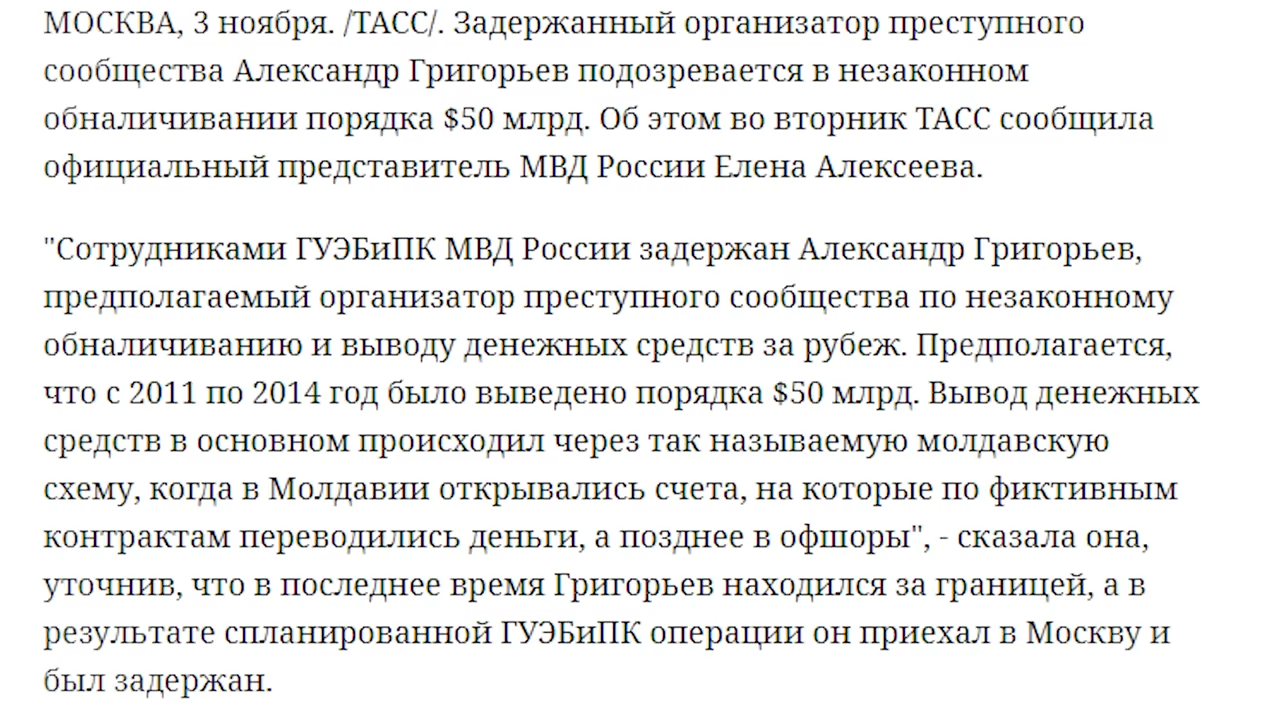 МОСКВА, 3 ноября. /ТАСС/. Задержанный организатор преступного
сообщества Александр Григорьев подозревается в незаконном
обналичивании порядка $50 млрд. Об этом во вторник ТАСС сообщила
официальный представитель МВД России Елена Алексеева.
"Сотрудниками ГУЭБиПК МВД России задержан Александр Григорьев,
предполагаемый организатор преступного сообщества по незаконному
обналичиванию и выводу денежных средств за рубеж. Предполагается,
что с 2011 по 2014 год было выведено порядка $50 млрд. Вывод денежных
средств в основном происходил через так называемую молдавскую
схему, когда в Молдавии открывались счета, на которые по фиктивным
контрактам переводились деньги, а позднее в офшоры", - сказала она,
уточнив, что в последнее время Григорьев находился за границей, а в
результате спланированной ГУЭБиПК операции он приехал в Москву и
был задержан.